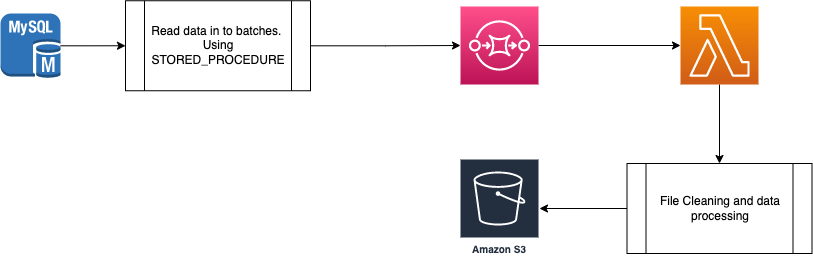 MySQL
M
Read data in to batches.
Using
STORED_PROCEDURE
File Cleaning and data
processing
Amazon S3